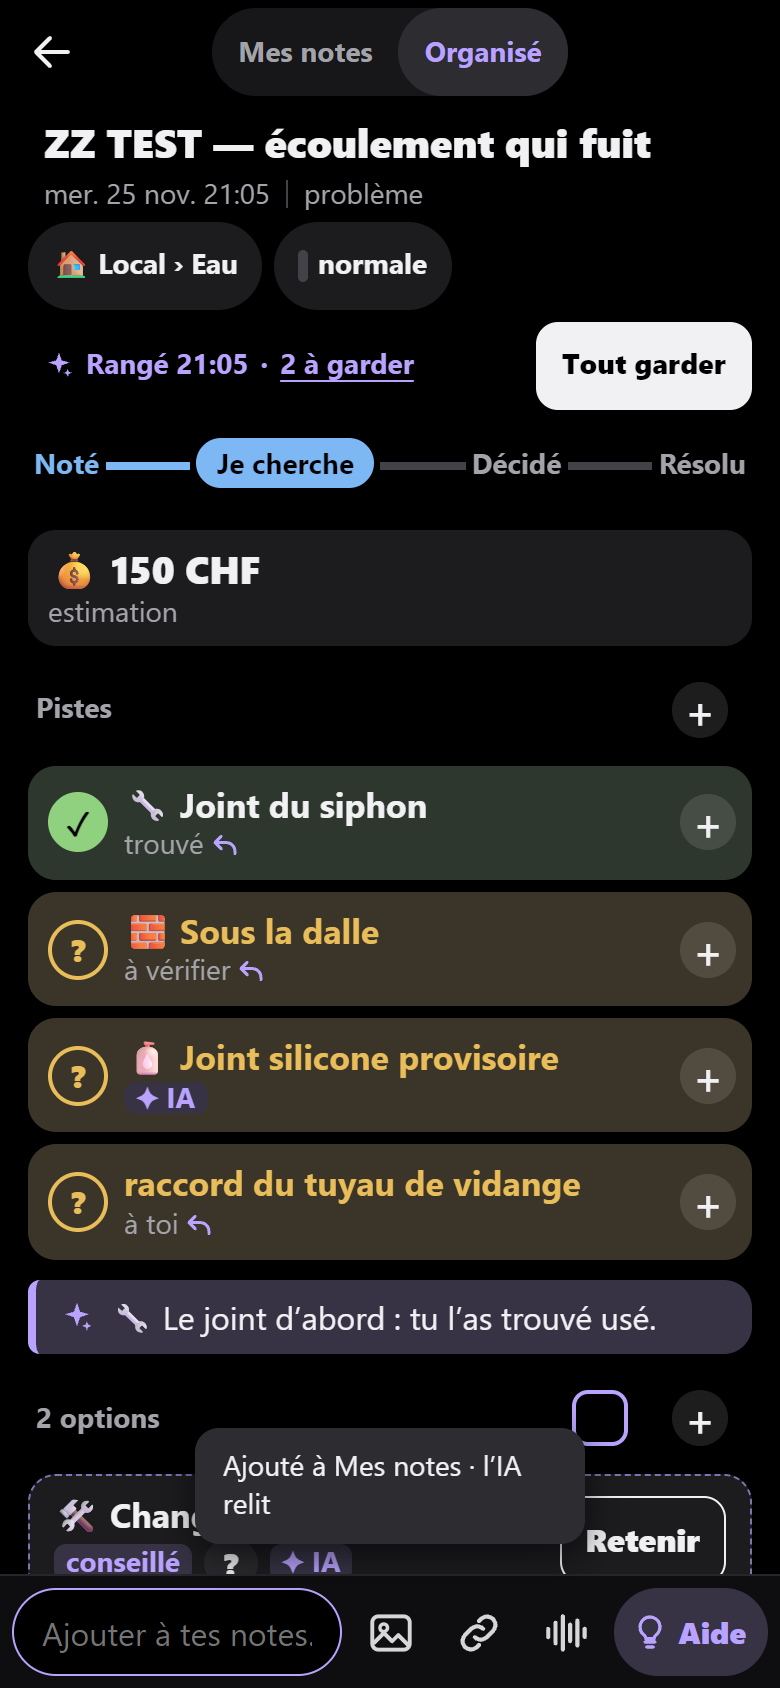 Mes notes
Organisé
ZZ TEST — écoulement qui fuit
mer. 25 nov. 21:05 | problème
Local › Eau
normale
Rangé 21:05 · 2 à garder
Tout garder
Noté
Je cherche
Décidé
Résolu
150 CHF
estimation
Pistes
+
✓
Joint du siphon
trouvé
+
?
Sous la dalle
à vérifier
+
?
Joint silicone provisoire
IA
+
?
raccord du tuyau de vidange
à toi
+
Le joint d’abord : tu l’as trouvé usé.
2 options
+
Ajouté à Mes notes · l’IA
relit
Retenir
conseillé
?
IA
Ajouter à tes notes.
Aide